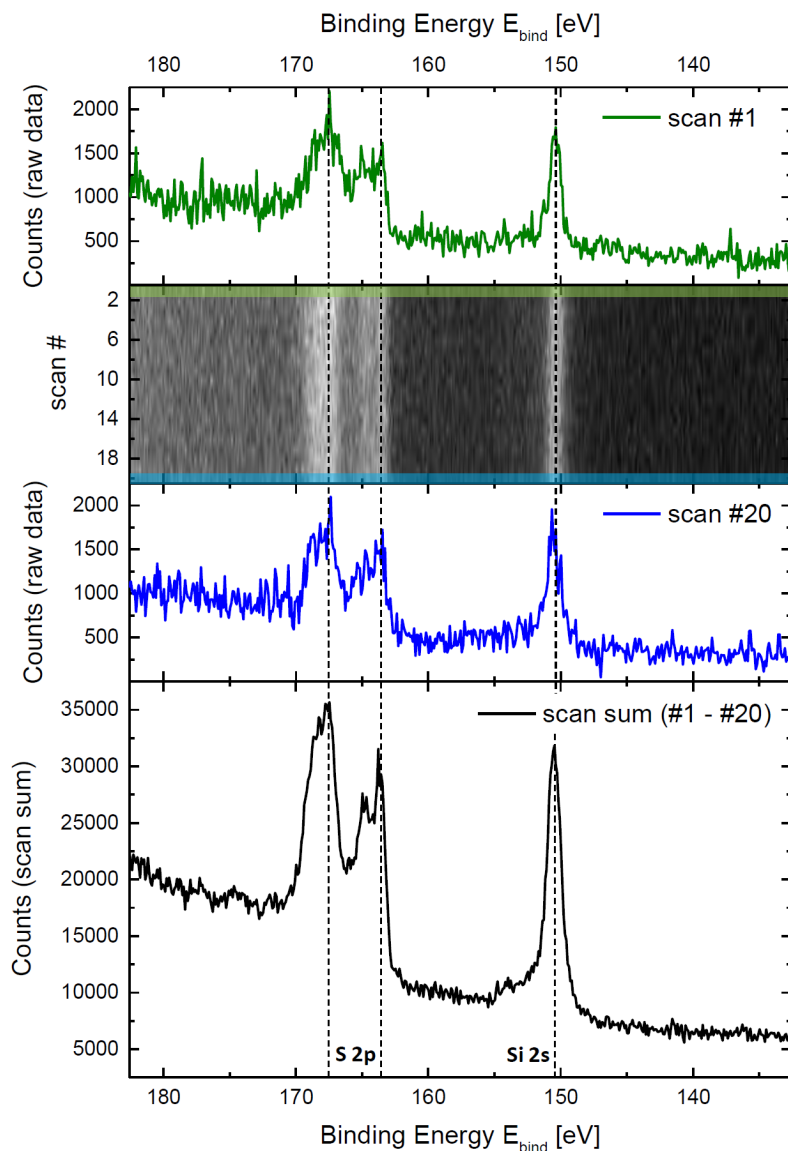 Binding Energy E_bind [eV]
180 170 160 150 140
Counts (raw data)
2000
1500
1000
500
scan #1
scan #
2
6
10
14
18
Counts (raw data)
2000
1500
1000
500
scan #20
Counts (scan sum)
35000
30000
25000
20000
15000
10000
5000
scan sum (#1 - #20)
S 2p
Si 2s
180 170 160 150 140
Binding Energy E_bind [eV]